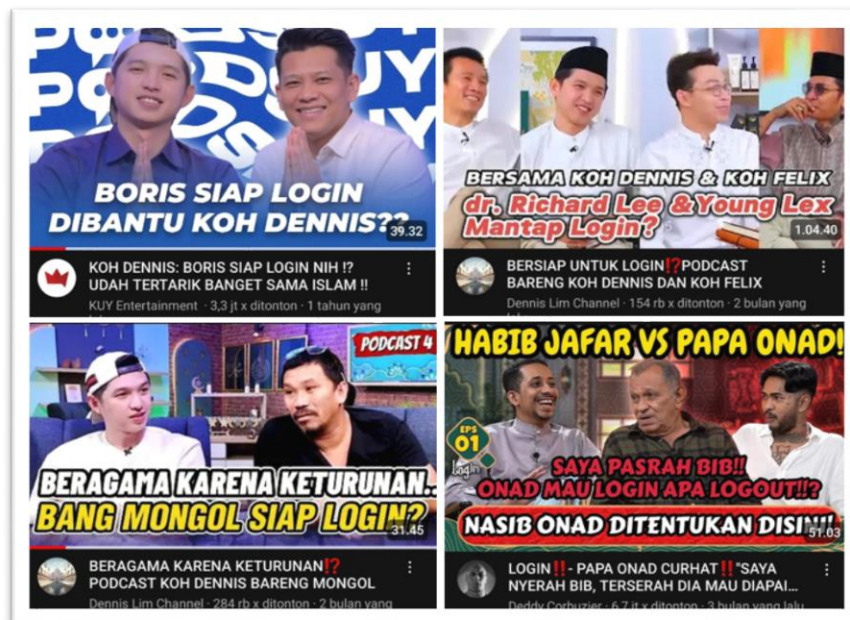 BORIS SIAP LOGIN
DIBANTU KOH DENNIS??
39.32
KOH DENNIS: BORIS SIAP LOGIN NIH !?
UDAH TERTARIK BANGET SAMA ISLAM !!
KUY Entertainment · 3,3 jt x ditonton · 1 tahun yang
BERSAMA KOH DENNIS & KOH FELIX
dr. Richard Lee & Young Lex
Mantap Login?
1.04.40
BERSIAP UNTUK LOGIN⁉️PODCAST
BARENG KOH DENNIS DAN KOH FELIX
Dennis Lim Channel · 154 rb x ditonton · 2 bulan yang
PODCAST 4
BERAGAMA KARENA KETURUNAN..
BANG MONGOL SIAP LOGIN?
31.45
BERAGAMA KARENA KETURUNAN⁉️
PODCAST KOH DENNIS BARENG MONGOL
Dennis Lim Channel · 284 rb x ditonton · 2 bulan yang
HABIB JAFAR VS PAPA ONAD!
EPS
01
LogIn
SAYA PASRAH BIB!!
ONAD MAU LOGIN APA LOGOUT!!?
NASIB ONAD DITENTUKAN DISINI!!
51.03
LOGIN‼️- PAPA ONAD CURHAT‼️"SAYA
NYERAH BIB, TERSERAH DIA MAU DIAPAI...
Deddy Corbuzier · 6,7 jt x ditonton · 3 bulan yang lalu